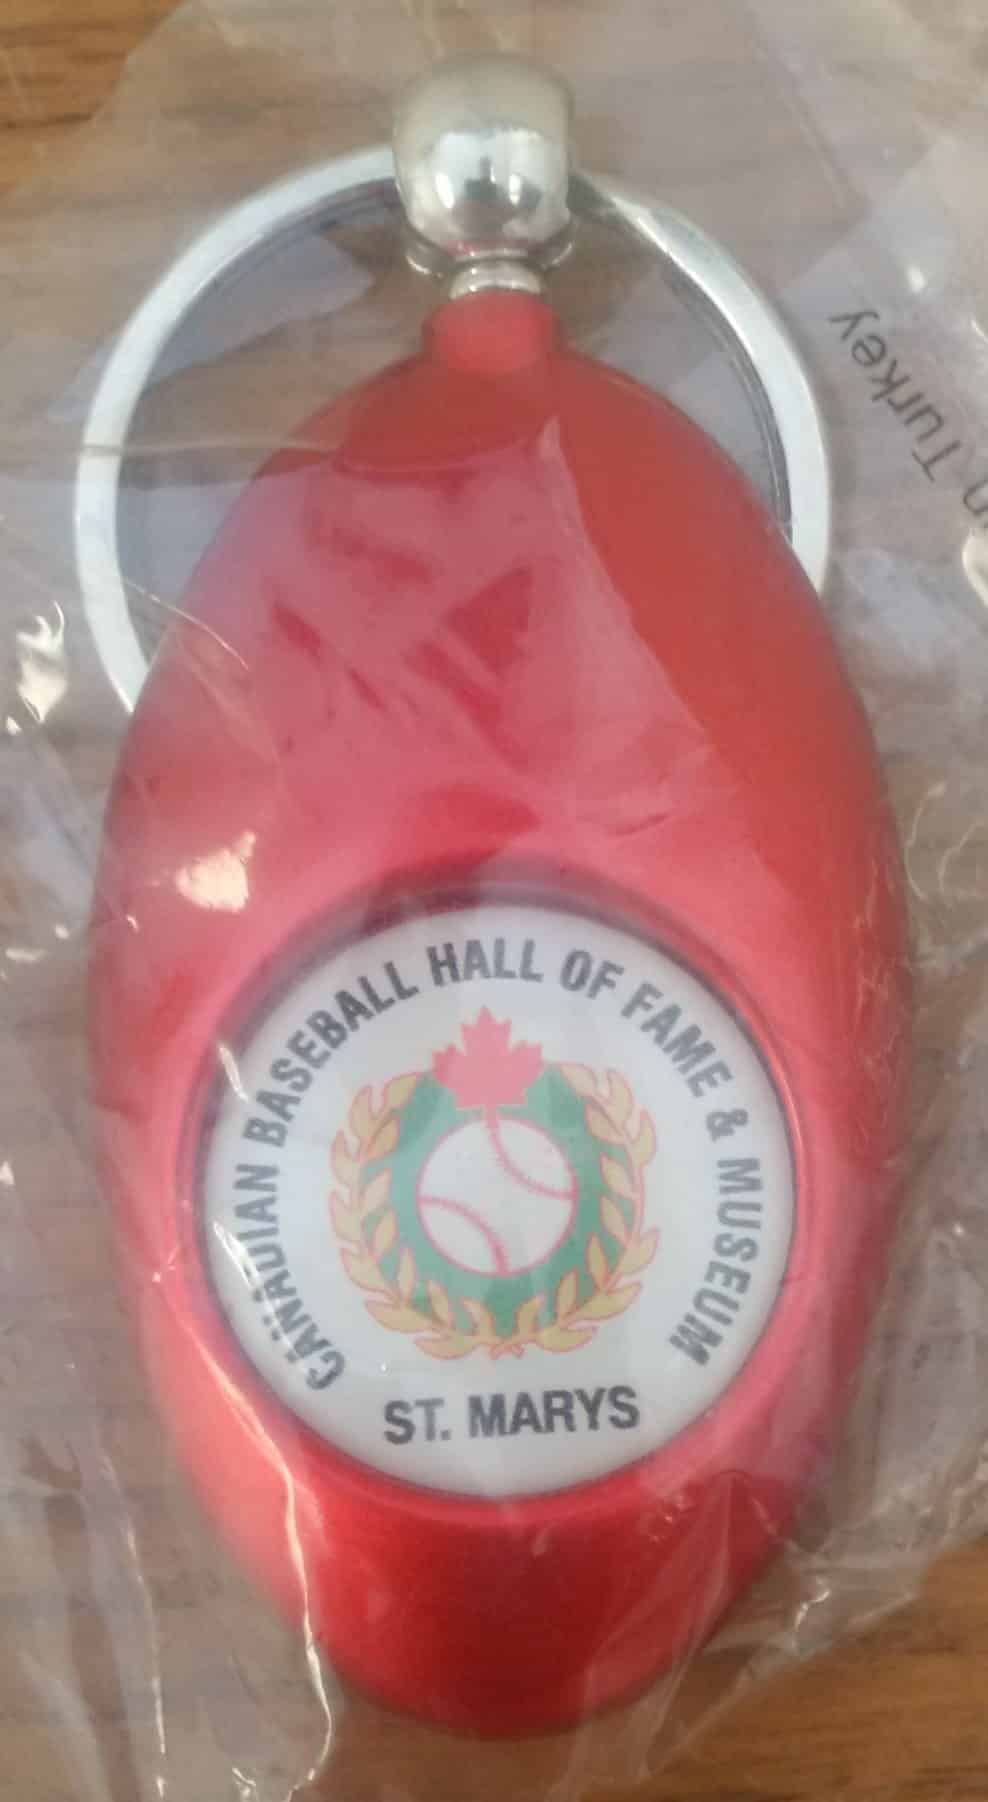 CANADIAN BASEBALL HALL OF FAME & MUSEUM
ST. MARYS
Turkey